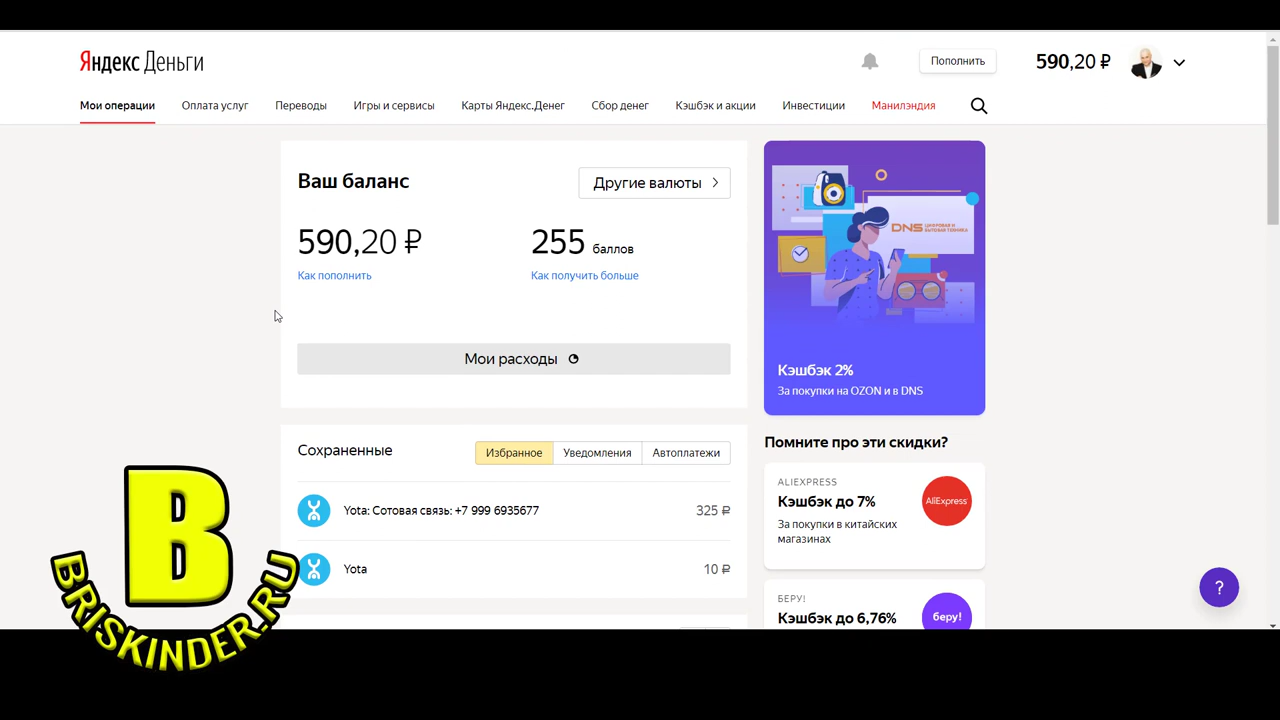 Яндекс Деньги
Пополнить
590,20 ₽
Мои операции Оплата услуг Переводы Игры и сервисы Карты Яндекс.Денег Сбор денег Кэшбэк и акции Инвестиции Манилэндия
Ваш баланс
Другие валюты
590,20 ₽
255 баллов
Как пополнить
Как получить больше
Мои расходы
DNS ЦИФРОВАЯ И БЫТОВАЯ ТЕХНИКА
Кэшбэк 2%
За покупки на OZON и в DNS
Сохраненные
Избранное Уведомления Автоплатежи
Yota: Сотовая связь: +7 999 6935677 325 ₽
Yota 10 ₽
Помните про эти скидки?
ALIEXPRESS
Кэшбэк до 7%
За покупки в китайских
магазинах
AliExpress
БЕРУ!
Кэшбэк до 6,76%
беру!
?
B
BRISKINDER.RU